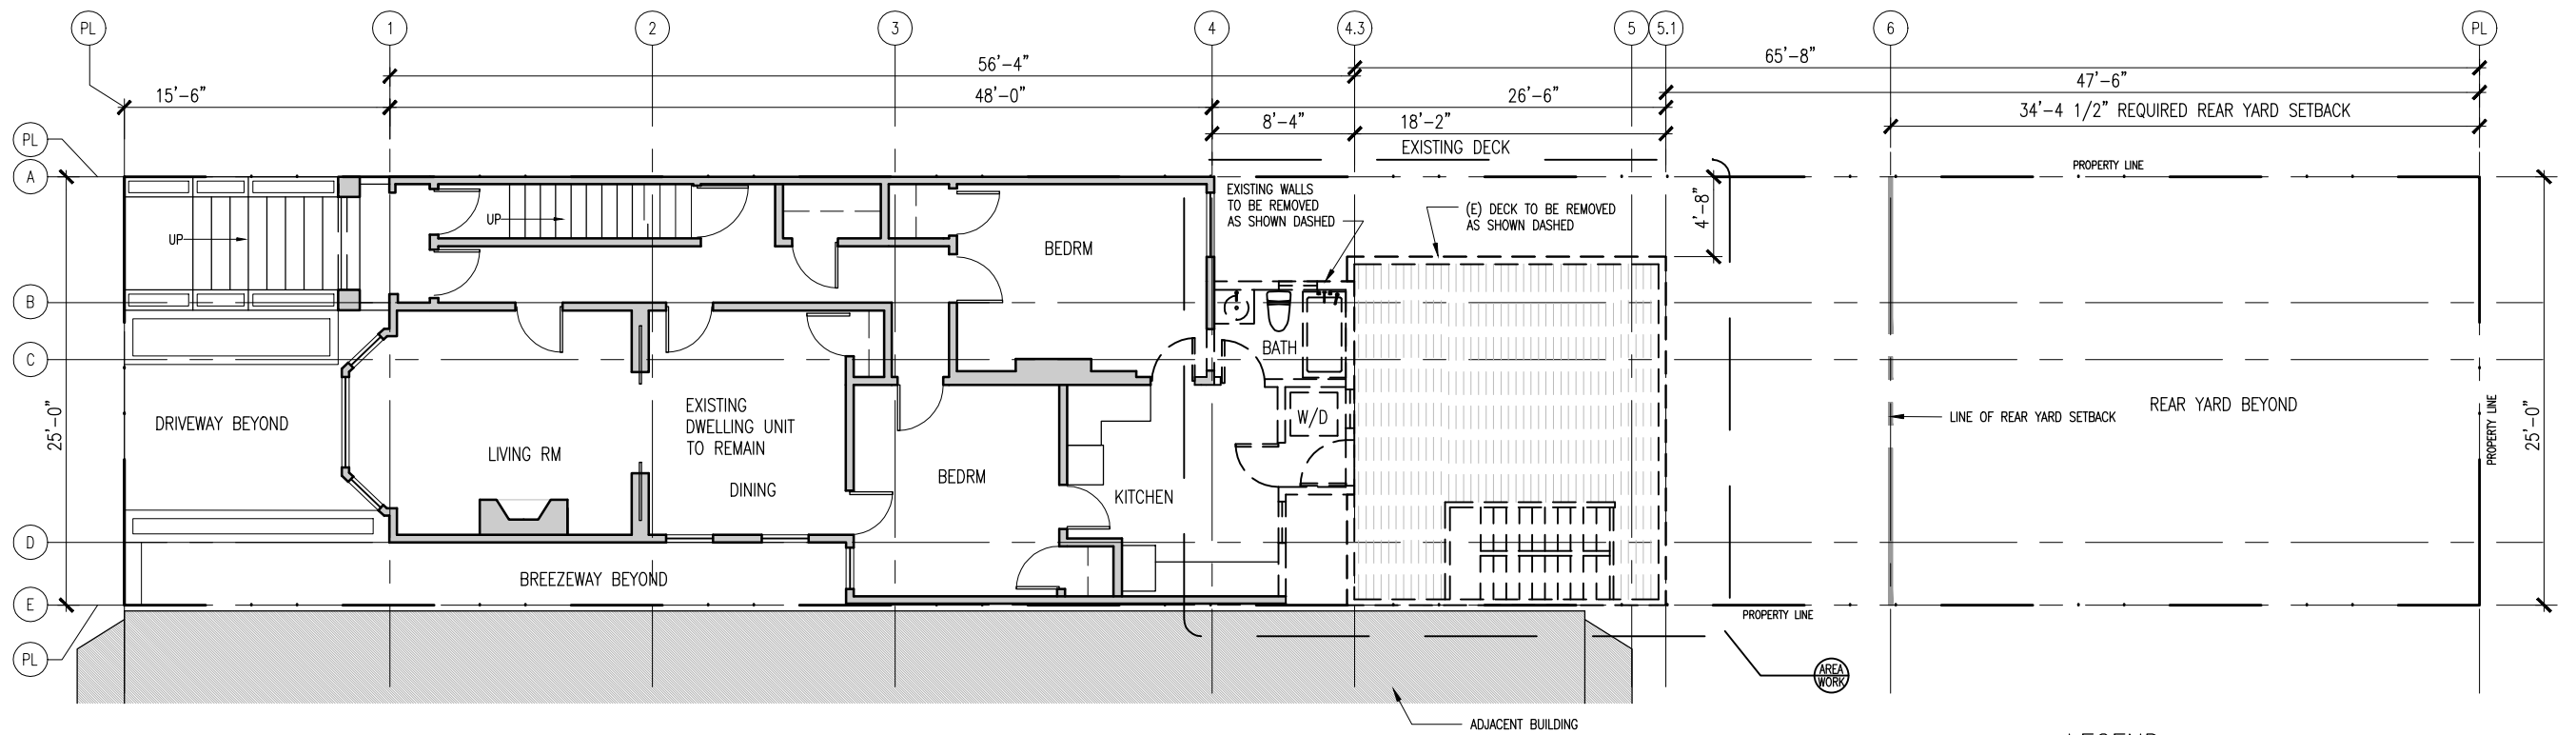 PL
1
2
3
4
4.3
5
5.1
6
PL
56'-4"
65'-8"
15'-6"
48'-0"
26'-6"
47'-6"
8'-4"
18'-2"
34'-4 1/2" REQUIRED REAR YARD SETBACK
PL
A
B
C
D
E
PL
EXISTING DECK
PROPERTY LINE
EXISTING WALLS
TO BE REMOVED
AS SHOWN DASHED
(E) DECK TO BE REMOVED
AS SHOWN DASHED
4'-8"
UP
UP
BEDRM
BATH
W/D
25'-0"
DRIVEWAY BEYOND
LIVING RM
EXISTING
DWELLING UNIT
TO REMAIN
DINING
BEDRM
KITCHEN
LINE OF REAR YARD SETBACK
REAR YARD BEYOND
PROPERTY LINE
25'-0"
BREEZEWAY BEYOND
PROPERTY LINE
AREA
WORK
ADJACENT BUILDING
LEGEND